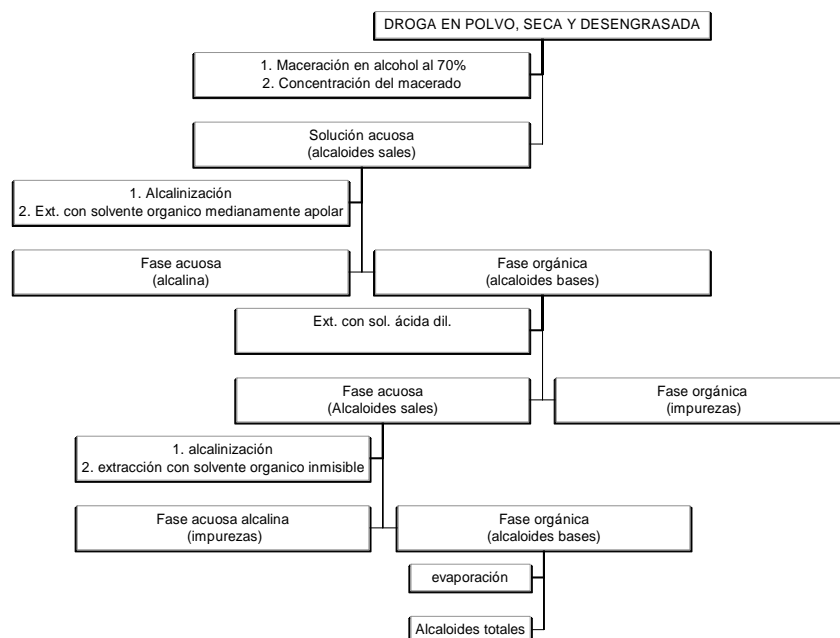 DROGA EN POLVO, SECA Y DESENGRASADA
1. Maceración en alcohol al 70%
2. Concentración del macerado
Solución acuosa
(alcaloides sales)
1. Alcalinización
2. Ext. con solvente organico medianamente apolar
Fase acuosa
(alcalina)
Fase orgánica
(alcaloides bases)
Ext. con sol. ácida dil.
Fase acuosa
(Alcaloides sales)
Fase orgánica
(impurezas)
1. alcalinización
2. extracción con solvente organico inmisible
Fase acuosa alcalina
(impurezas)
Fase orgánica
(alcaloides bases)
evaporación
Alcaloides totales